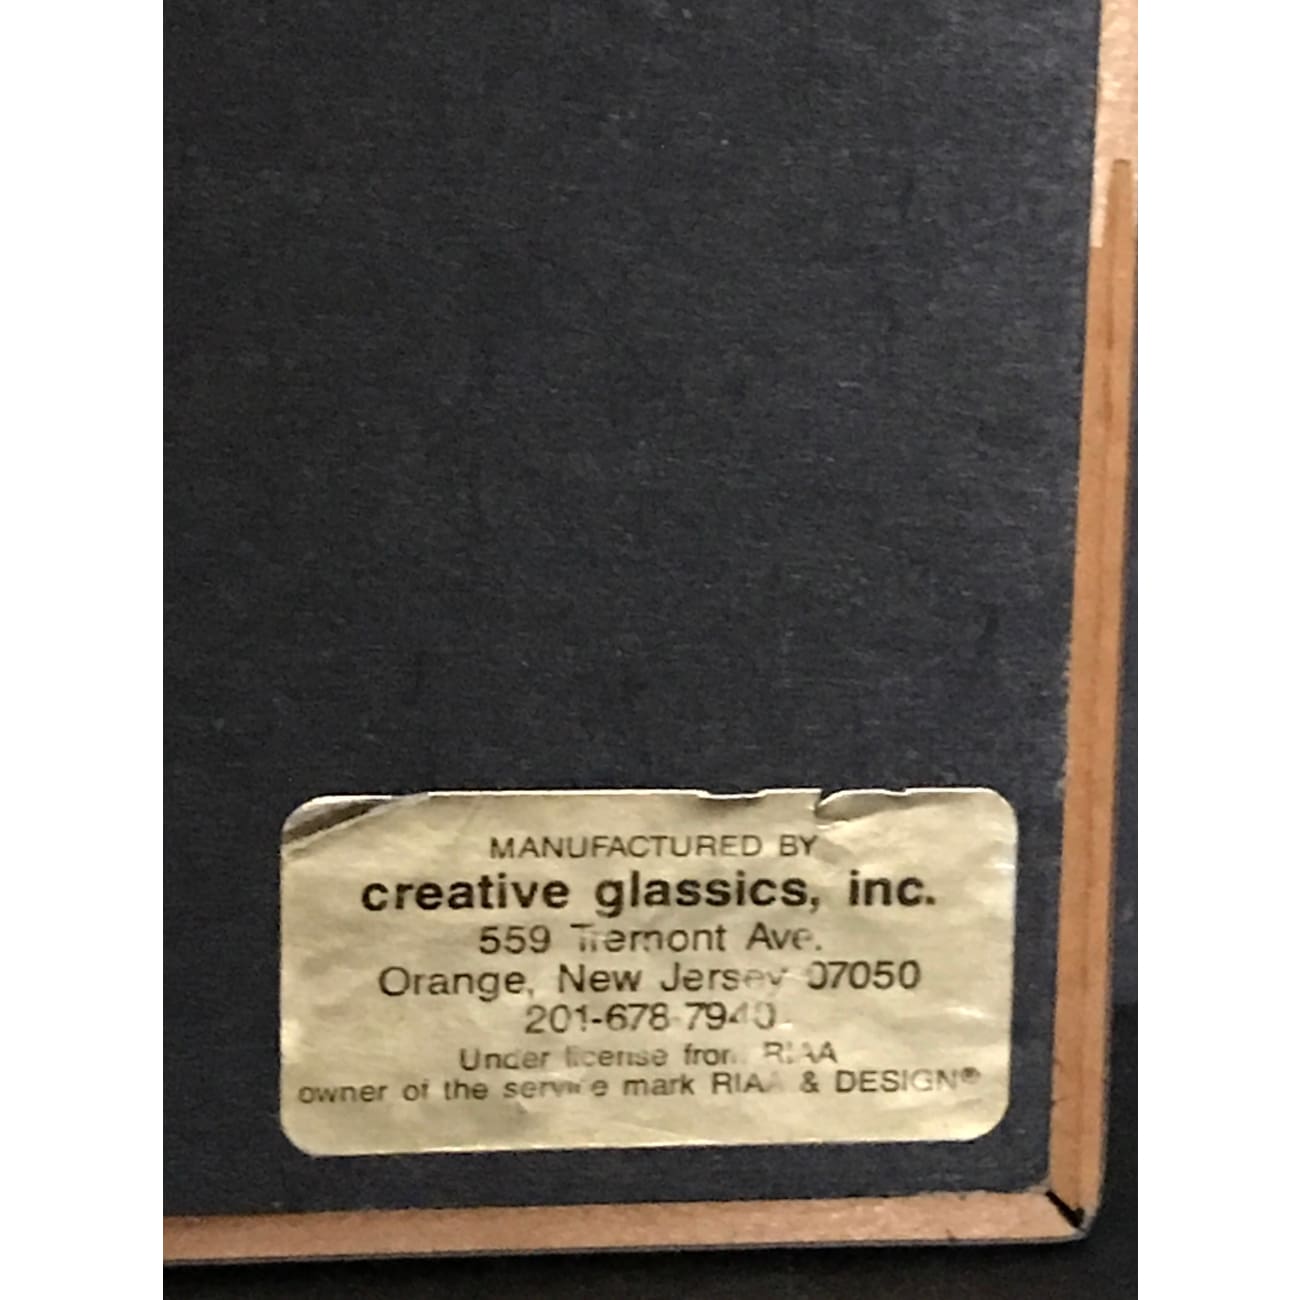 MANUFACTURED BY
creative glassics, inc.
559 Tremont Ave.
Orange, New Jersey 07050
201-678-7940
Under license from RIAA
owner of the service mark RIAA & DESIGN®